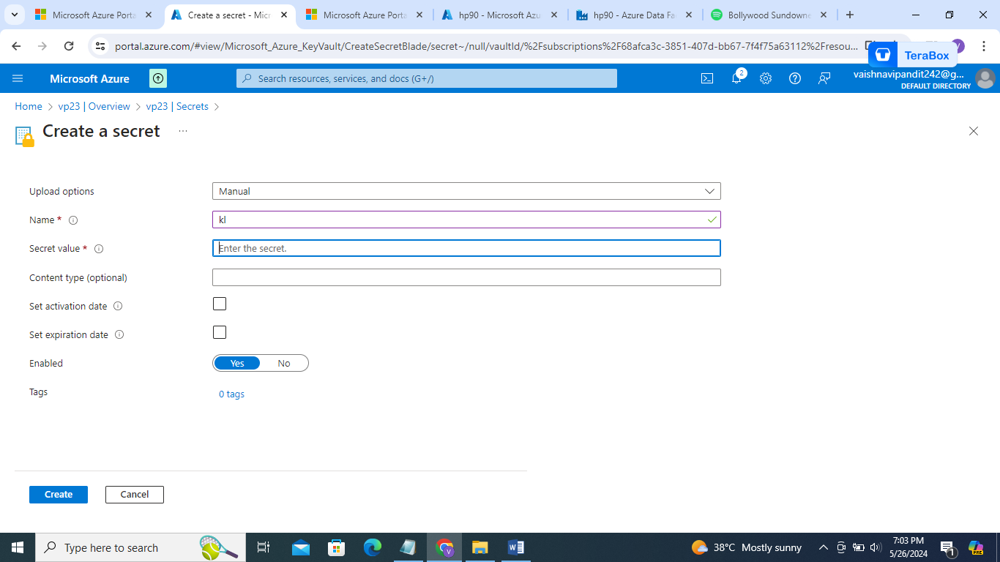 Microsoft Azure Porta
Create a secret - Micr
Microsoft Azure Porta
hp90 - Microsoft Azu
hp90 - Azure Data Fa
Bollywood Sundowne
portal.azure.com/#view/Microsoft_Azure_KeyVault/CreateSecretBlade/secret~/null/vaultId/%2Fsubscriptions%2F68afca3c-3851-407d-bb67-7f4f75a63112%2Fresou...
TeraBox
Microsoft Azure
Search resources, services, and docs (G+/)
2
vaishnavipandit242@g...
DEFAULT DIRECTORY
Home > vp23 | Overview > vp23 | Secrets >
Create a secret ...
Upload options
Manual
Name *
kl
Secret value *
Enter the secret.
Content type (optional)
Set activation date
Set expiration date
Enabled
Yes No
Tags
0 tags
Create Cancel
Type here to search
38°C Mostly sunny
7:03 PM
5/26/2024
1
PRE